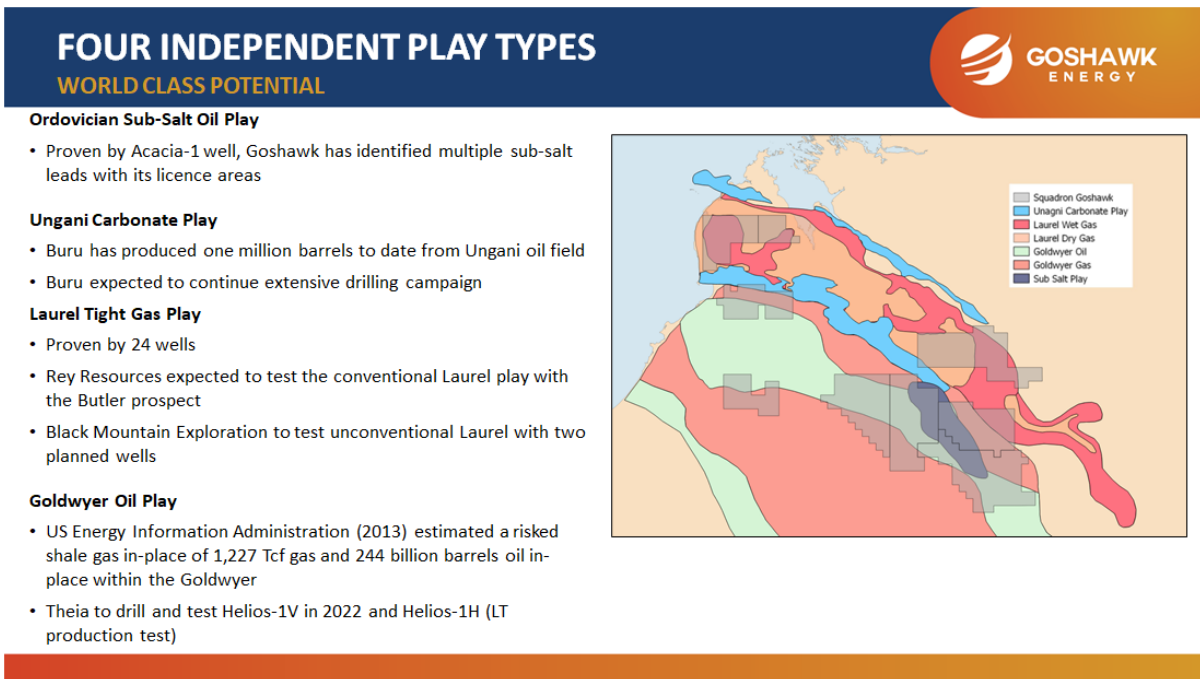 FOUR INDEPENDENT PLAY TYPES
WORLD CLASS POTENTIAL
GOSHAWK
ENERGY
Ordovician Sub-Salt Oil Play
• Proven by Acacia-1 well, Goshawk has identified multiple sub-salt
leads with its licence areas
Ungani Carbonate Play
• Buru has produced one million barrels to date from Ungani oil field
• Buru expected to continue extensive drilling campaign
Laurel Tight Gas Play
• Proven by 24 wells
• Rey Resources expected to test the conventional Laurel play with
the Butler prospect
• Black Mountain Exploration to test unconventional Laurel with two
planned wells
Goldwyer Oil Play
• US Energy Information Administration (2013) estimated a risked
shale gas in-place of 1,227 Tcf gas and 244 billion barrels oil in-
place within the Goldwyer
• Theia to drill and test Helios-1V in 2022 and Helios-1H (LT
production test)
Squadron Goshawk
Unagni Carbonate Play
Laurel Wet Gas
Laurel Dry Gas
Goldwyer Oil
Goldwyer Gas
Sub Salt Play